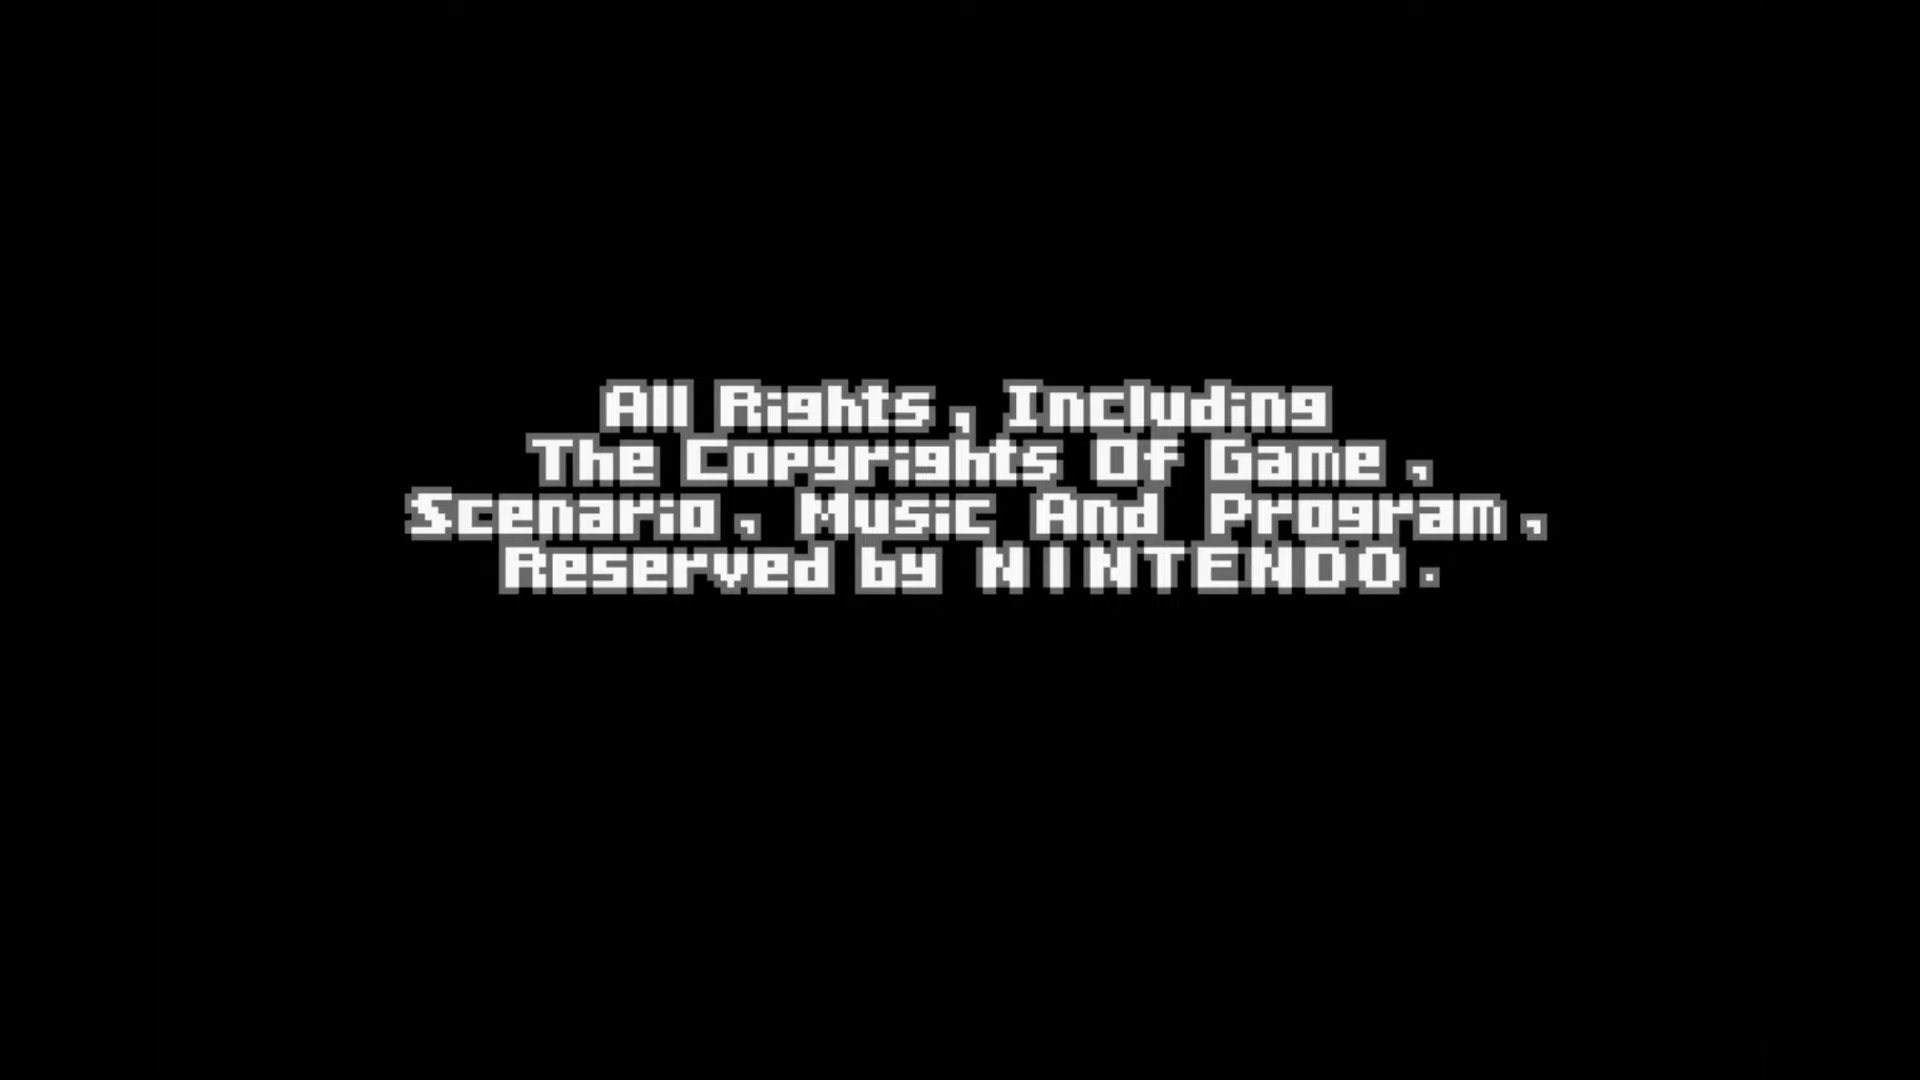 All Rights, Including
The Copyrights Of Game,
Scenario, Music And Program,
Reserved by NINTENDO.